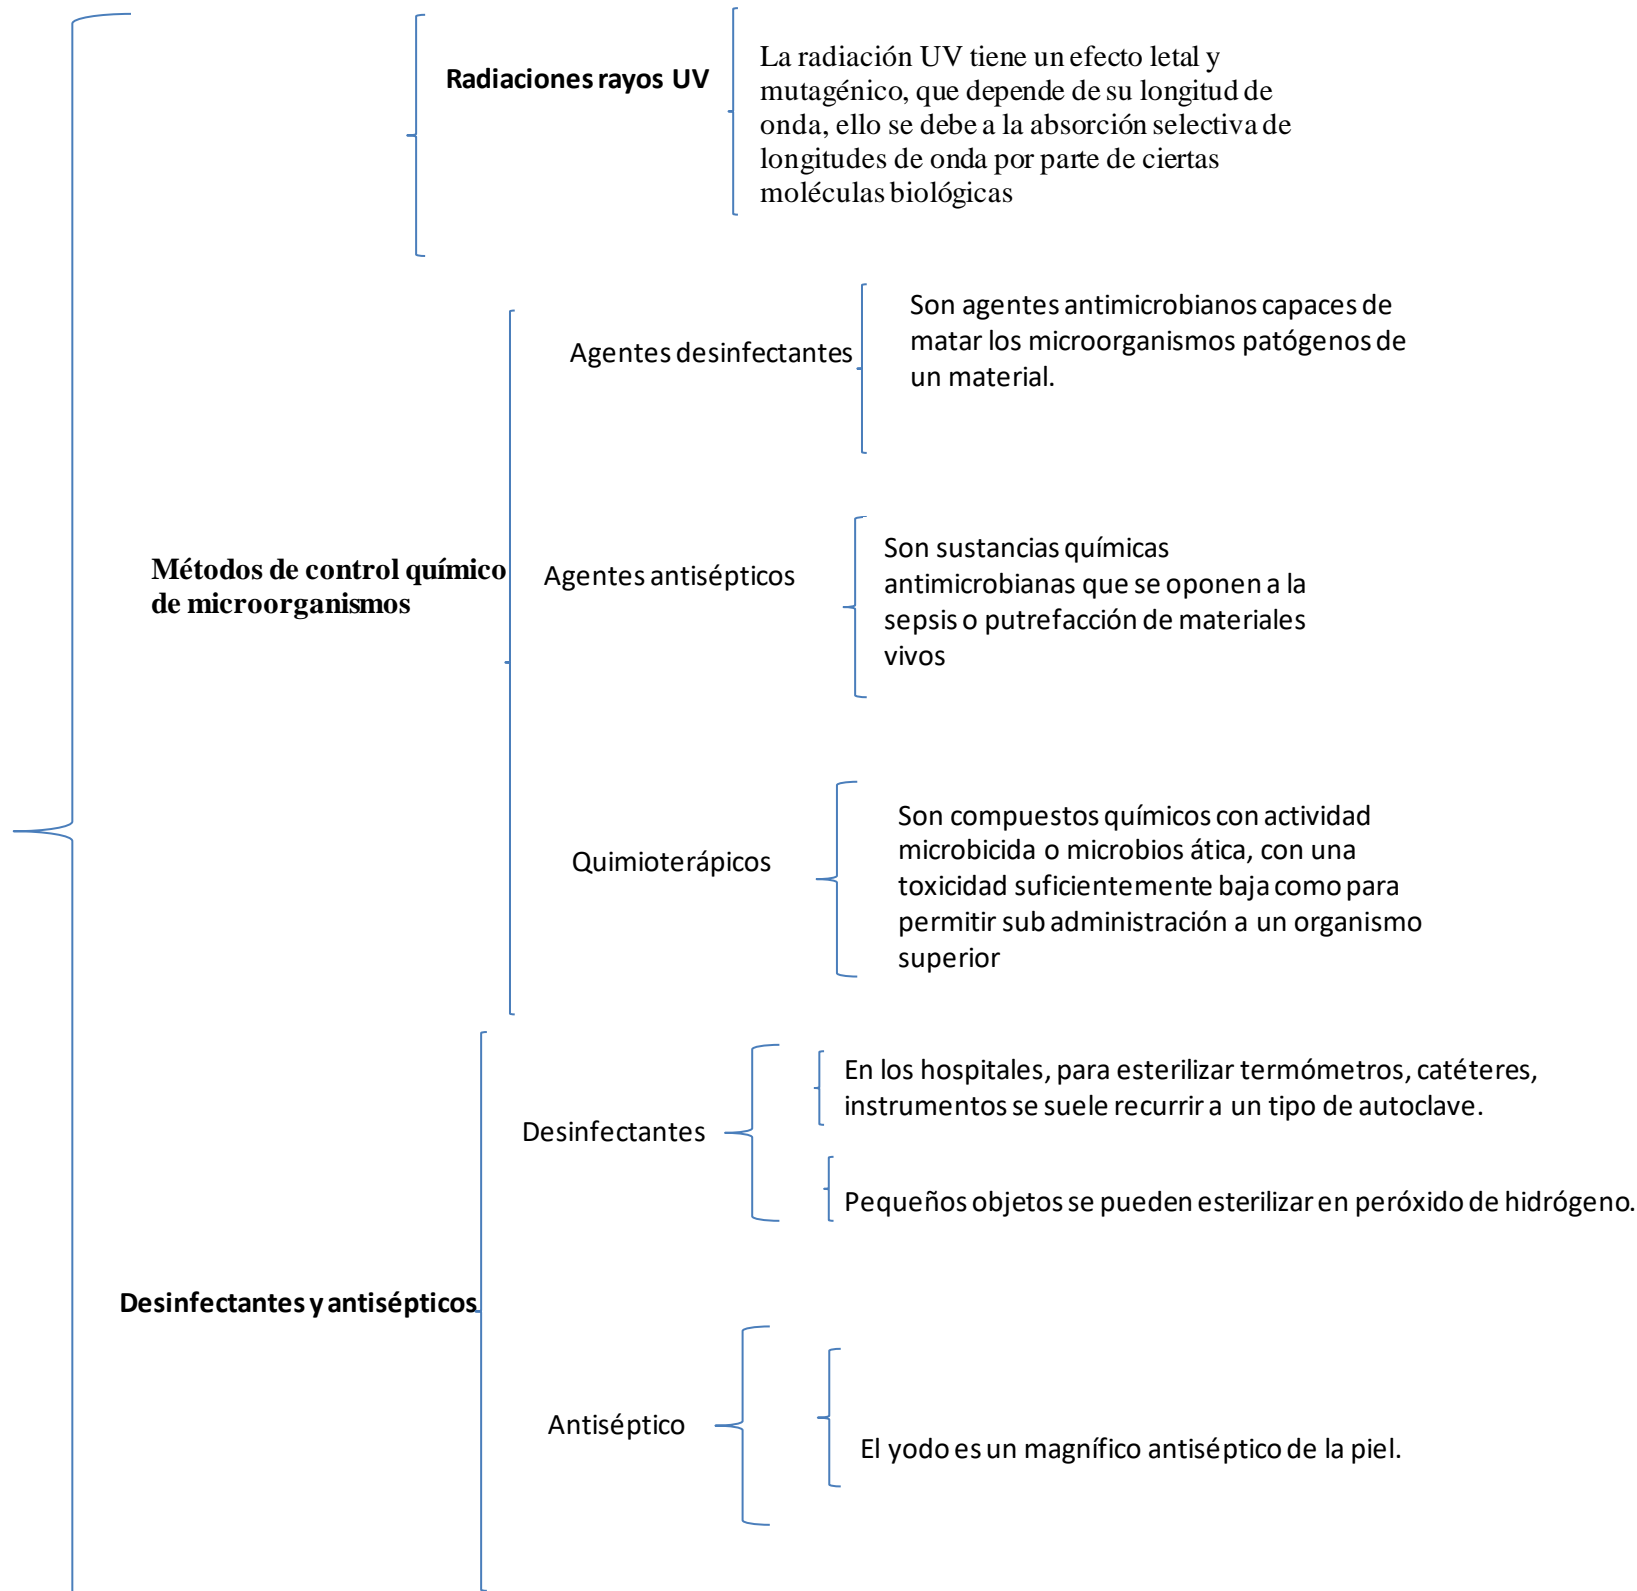 Radiaciones rayos UV
La radiación UV tiene un efecto letal y
mutagénico, que depende de su longitud de
onda, ello se debe a la absorción selectiva de
longitudes de onda por parte de ciertas
moléculas biológicas
Agentes desinfectantes
Son agentes antimicrobianos capaces de
matar los microorganismos patógenos de
un material.
Métodos de control químico
de microorganismos
Agentes antisépticos
Son sustancias químicas
antimicrobianas que se oponen a la
sepsis o putrefacción de materiales
vivos
Quimioterápicos
Son compuestos químicos con actividad
microbicida o microbios ática, con una
toxicidad suficientemente baja como para
permitir sub administración a un organismo
superior
Desinfectantes
En los hospitales, para esterilizar termómetros, catéteres,
instrumentos se suele recurrir a un tipo de autoclave.
Pequeños objetos se pueden esterilizar en peróxido de hidrógeno.
Desinfectantes y antisépticos
Antiséptico
El yodo es un magnífico antiséptico de la piel.